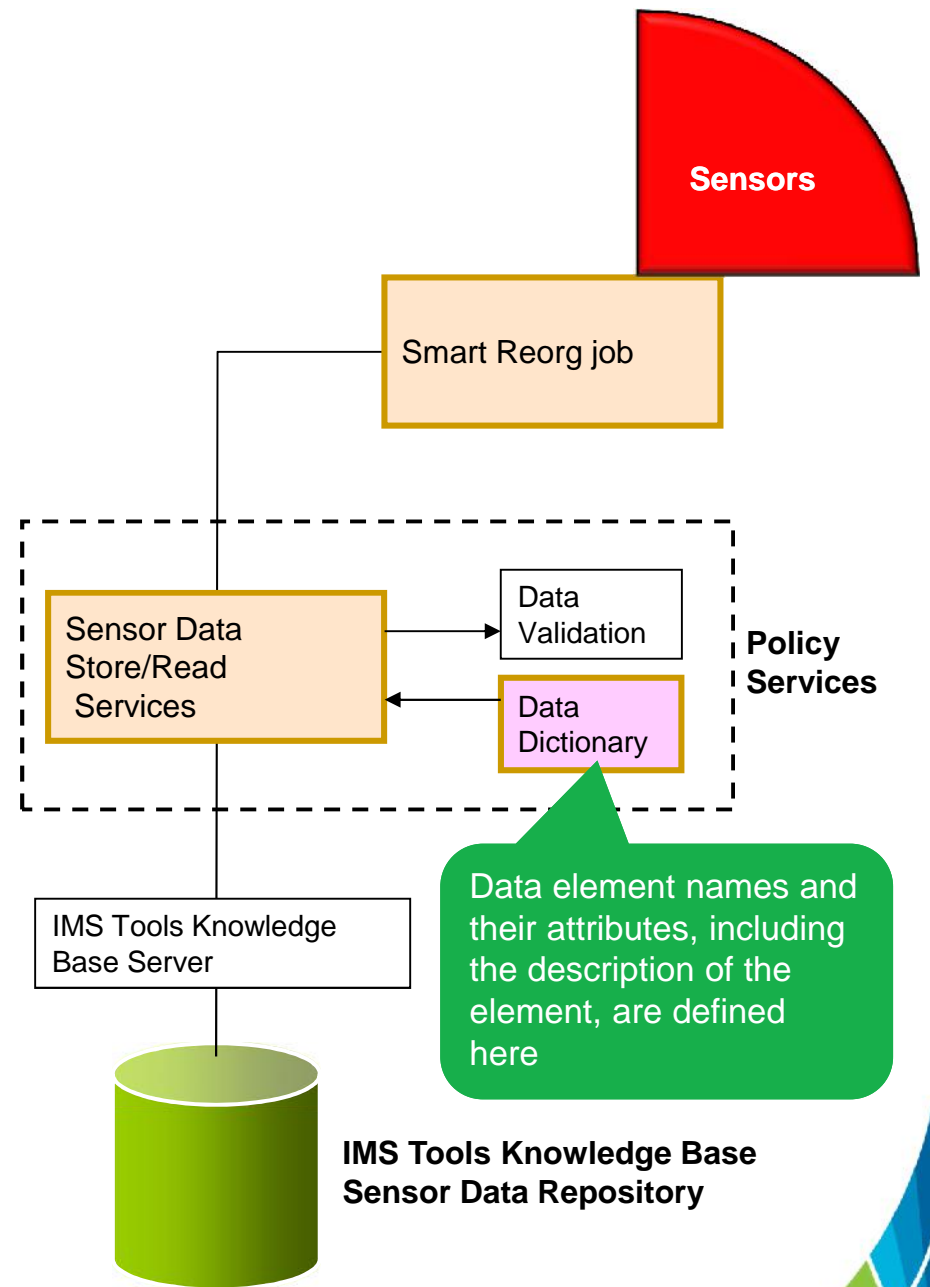 Sensors
Smart Reorg job
Sensor Data
Store/Read
Services
Data
Validation
Data
Dictionary
Policy
Services
Data element names and
their attributes, including
the description of the
element, are defined
here
IMS Tools Knowledge
Base Server
IMS Tools Knowledge Base
Sensor Data Repository